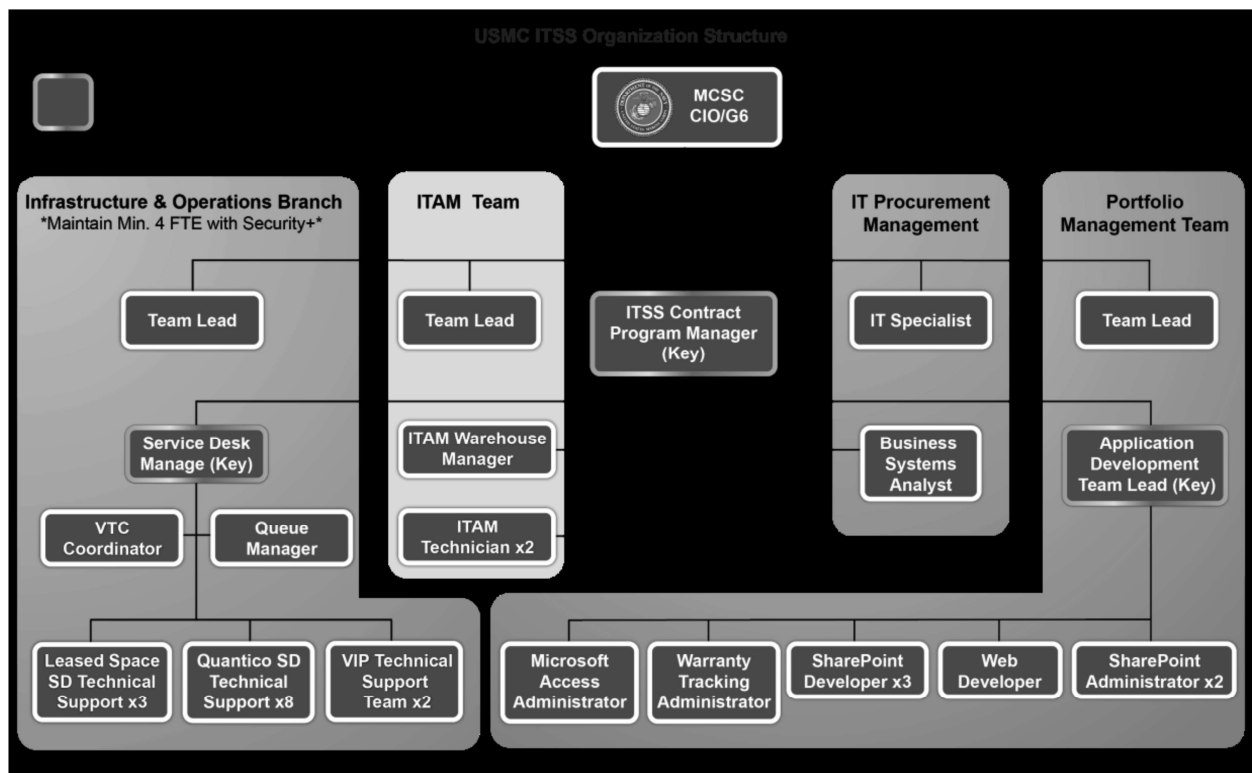 USMC ITSS Organization Structure
MCSC
CIO/G6
Infrastructure & Operations Branch
*Maintain Min. 4 FTE with Security+*
ITAM Team
IT Procurement
Management
Portfolio
Management Team
Team Lead
Team Lead
ITSS Contract
Program Manager
(Key)
IT Specialist
Team Lead
Service Desk
Manage (Key)
ITAM Warehouse
Manager
Business
Systems
Analyst
Application
Development
Team Lead (Key)
VTC
Coordinator
Queue
Manager
ITAM
Technician x2
Leased Space
SD Technical
Support x3
Quantico SD
Technical
Support x8
VIP Technical
Support
Team x2
Microsoft
Access
Administrator
Warranty
Tracking
Administrator
SharePoint
Developer x3
Web
Developer
SharePoint
Administrator x2